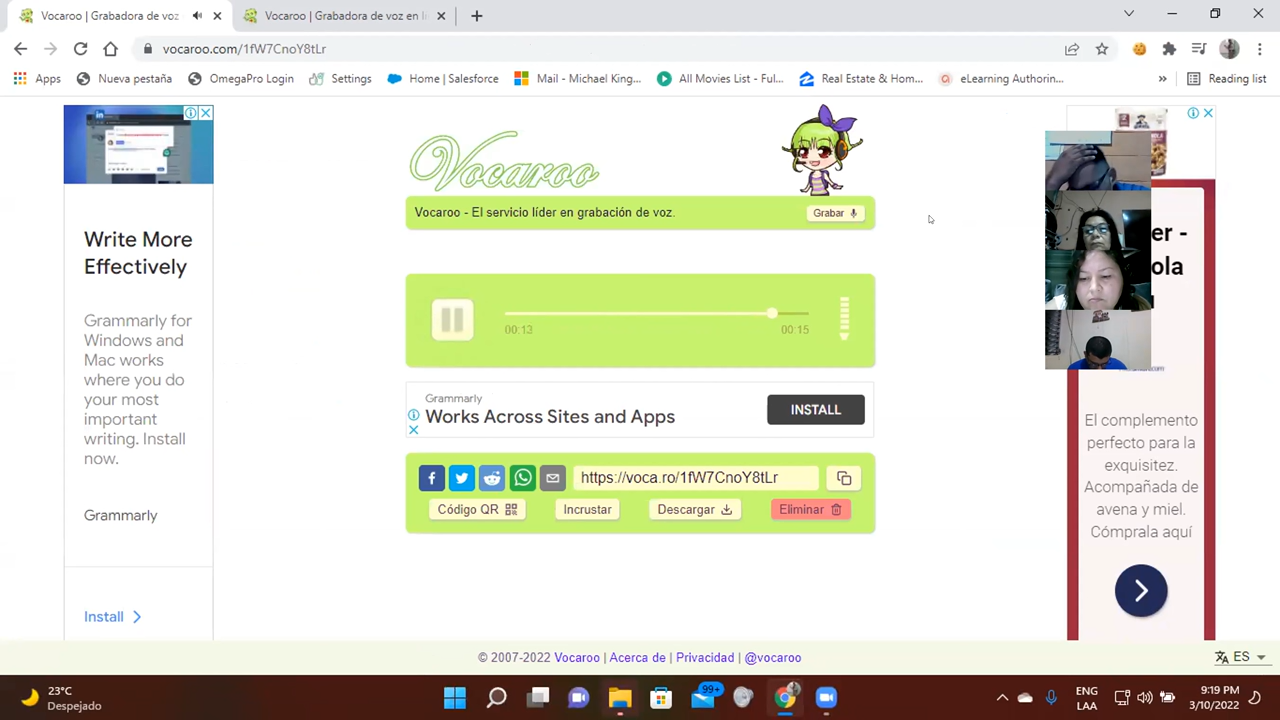 Vocaroo | Grabadora de voz
Vocaroo | Grabadora de voz en lí
vocaroo.com/1fW7CnoY8tLr
Apps
Nueva pestaña
OmegaPro Login
Settings
Home | Salesforce
Mail - Michael King...
All Movies List - Ful...
Real Estate & Hom...
eLearning Authorin...
»
Reading list
Vocaroo
Vocaroo - El servicio líder en grabación de voz.
Grabar
Write More
Effectively
Grammarly for
Windows and
Mac works
where you do
your most
important
writing. Install
now.
Grammarly
Install
00:13
00:15
Grammarly
Works Across Sites and Apps
INSTALL
https://voca.ro/1fW7CnoY8tLr
Código QR
Incrustar
Descargar
Eliminar
er -
ola
El complemento
perfecto para la
exquisitez.
Acompañada de
avena y miel.
Cómprala aquí
© 2007-2022 Vocaroo | Acerca de | Privacidad | @vocaroo
ES
23°C
Despejado
99+
ENG
LAA
9:19 PM
3/10/2022